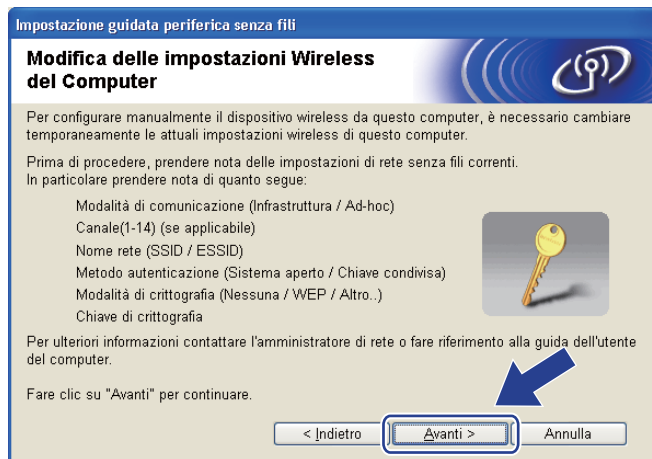 Impostazione guidata periferica senza fili
Modifica delle impostazioni Wireless
del Computer
Per configurare manualmente il dispositivo wireless da questo computer, è necessario cambiare
temporaneamente le attuali impostazioni wireless di questo computer.
Prima di procedere, prendere nota delle impostazioni di rete senza fili correnti.
In particolare prendere nota di quanto segue:
Modalità di comunicazione (Infrastruttura / Ad-hoc)
Canale(1-14) (se applicabile)
Nome rete (SSID / ESSID)
Metodo autenticazione (Sistema aperto / Chiave condivisa)
Modalità di crittografia (Nessuna / WEP / Altro..)
Chiave di crittografia
Per ulteriori informazioni contattare l'amministratore di rete o fare riferimento alla guida dell'utente
del computer.
Fare clic su "Avanti" per continuare.
< Indietro Avanti > Annulla